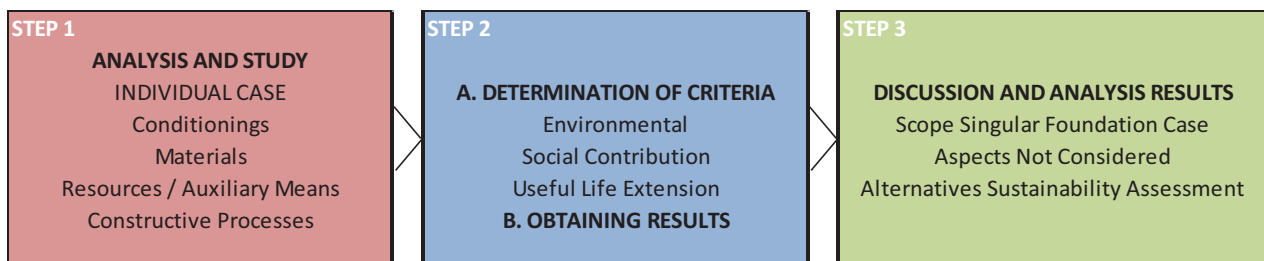 STEP 1
ANALYSIS AND STUDY
INDIVIDUAL CASE
Conditionings
Materials
Resources / Auxiliary Means
Constructive Processes
STEP 2
A. DETERMINATION OF CRITERIA
Environmental
Social Contribution
Useful Life Extension
B. OBTAINING RESULTS
STEP 3
DISCUSSION AND ANALYSIS RESULTS
Scope Singular Foundation Case
Aspects Not Considered
Alternatives Sustainability Assessment